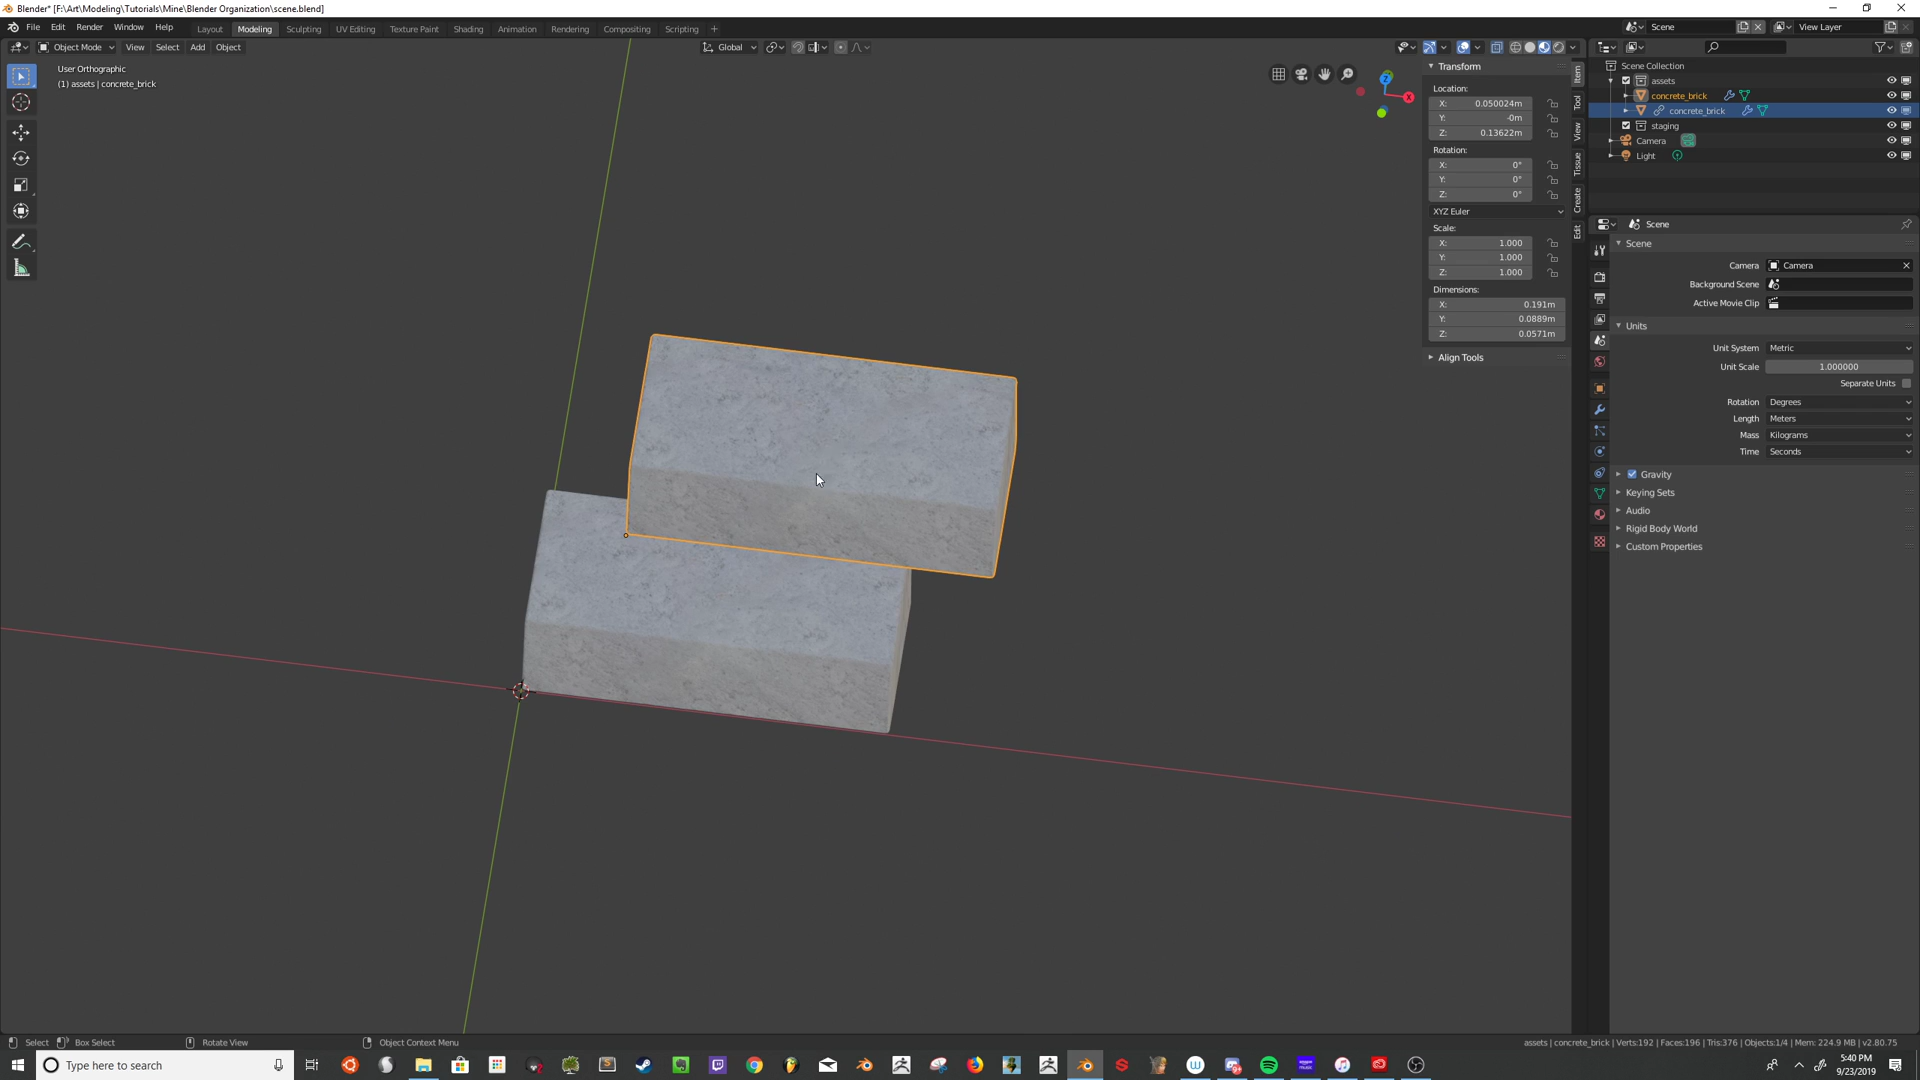 Blender* [F:\Art\Modeling\Tutorials\Mine\Blender Organization\scene.blend]
File Edit Render Window Help
Layout Modeling Sculpting UV Editing Texture Paint Shading Animation Rendering Compositing Scripting +
Scene
View Layer
Object Mode View Select Add Object
Global
User Orthographic
(1) assets | concrete_brick
X
Z
Transform
Location:
X: 0.050024m
Y: -0m
Z: 0.13622m
Rotation:
X: 0°
Y: 0°
Z: 0°
XYZ Euler
Scale:
X: 1.000
Y: 1.000
Z: 1.000
Dimensions:
X: 0.191m
Y: 0.0889m
Z: 0.0571m
Align Tools
Item
Tool
View
Tissue
Create
Edit
Scene Collection
assets
concrete_brick
concrete_brick
staging
Camera
Light
Scene
Scene
Camera Camera
Background Scene
Active Movie Clip
Units
Unit System Metric
Unit Scale 1.000000
Separate Units
Rotation Degrees
Length Meters
Mass Kilograms
Time Seconds
Gravity
Keying Sets
Audio
Rigid Body World
Custom Properties
Select Box Select Rotate View Object Context Menu
assets | concrete_brick | Verts:192 | Faces:196 | Tris:376 | Objects:1/4 | Mem: 224.9 MB | v2.80.75
Type here to search
5:40 PM
9/23/2019